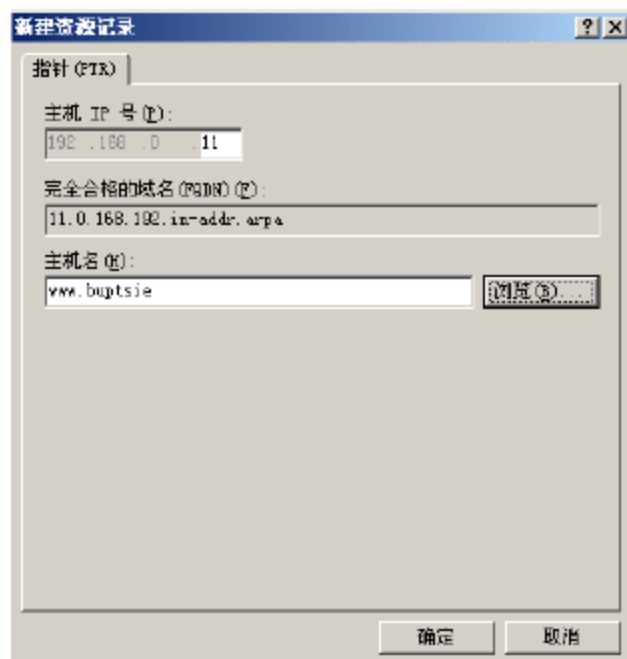 新建资源记录
指针(PTR)
主机 IP 号(P):
192 .168 .0 .11
完全合格的域名(FQDN)(F):
11.0.168.192.in-addr.arpa
主机名(H):
www.buptsie
浏览(B)...
确定 取消